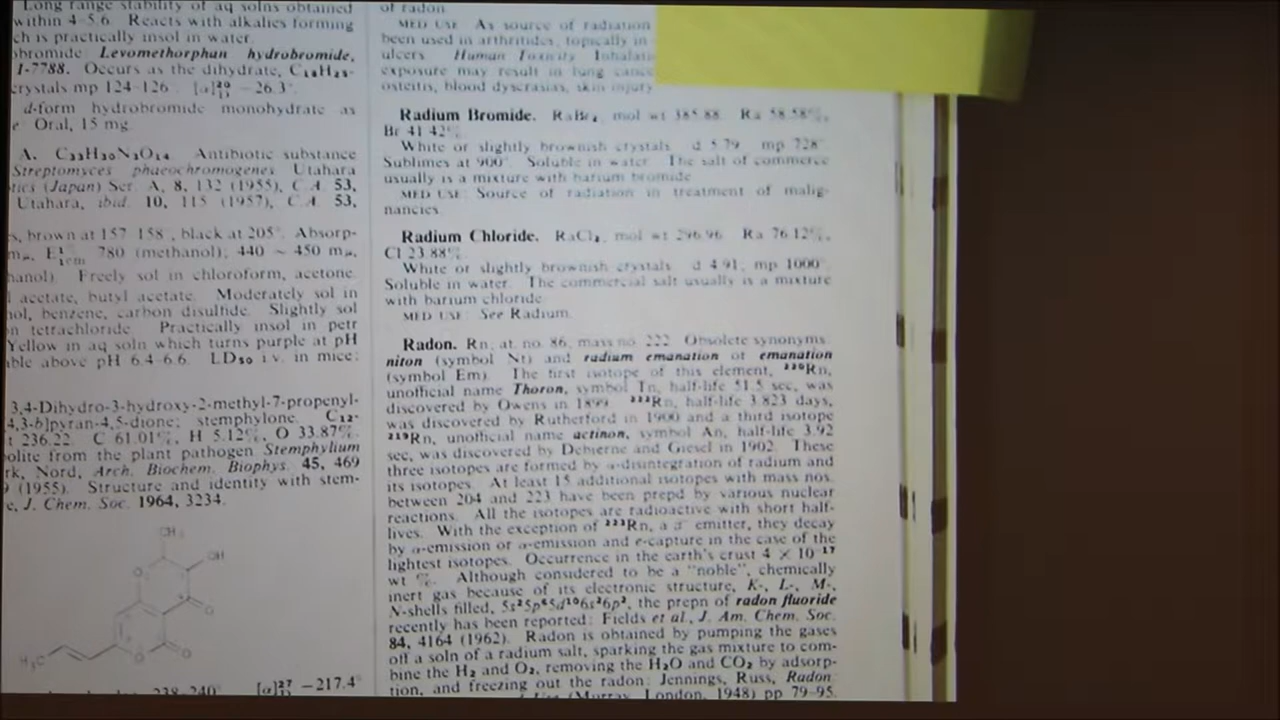 Long range stability of aq solns obtained
within 4-5.6. Reacts with alkalies forming
ch is practically insol in water.
obromide Levomethorphan hydrobromide,
1-7788. Occurs as the dihydrate,
crystals mp 124-126° −26.3°
d-form hydrobromide monohydrate as
e Oral, 15 mg.
A. C₃₃H₃₀N₃O₁₄ Antibiotic substance
Streptomyces phaeochromogenes Utahara
tics (Japan) Ser. A, 8, 132 (1955), C.A. 53,
Utahara, ibid. 10, 115 (1957), C.A. 53,
s, brown at 157-158°, black at 205°. Absorp-
780 (methanol); 440 ~ 450 mμ,
hanol). Freely sol in chloroform, acetone
l acetate, butyl acetate. Moderately sol in
nol, benzene, carbon disulfide. Slightly sol
n tetrachloride. Practically insol in petr
Yellow in aq soln which turns purple at pH
able above pH 6.4-6.6. LD₅₀ i.v. in mice:
3,4-Dihydro-3-hydroxy-2-methyl-7-propenyl-
4,3-b]pyran-4,5-dione; stemphylone. C₁₂-
t 236.22. C 61.01%, H 5.12%, O 33.87%.
olite from the plant pathogen Stemphylium
rk, Nord, Arch. Biochem. Biophys. 45, 469
(1955). Structure and identity with stem-
e, J. Chem. Soc. 1964, 3234.
CH₃
OH
O
O
O
O
H₃C
238-240° −217.4°
of radon
MED USE: As source of radiation
been used in arthritides, topically in
ulcers. Human Toxicity: Inhalati
exposure may result in lung cance
osteitis, blood dyscrasias, skin injury
Radium Bromide. RaBr₂, mol wt 385.88. Ra 58.58%,
Br 41.42%.
White or slightly brownish crystals. d 5.79. mp 728°
Sublimes at 900°. Soluble in water. The salt of commerce
usually is a mixture with barium bromide.
MED USE: Source of radiation in treatment of malig-
nancies.
Radium Chloride. RaCl₂, mol wt 296.96. Ra 76.12%,
Cl 23.88%.
White or slightly brownish crystals. d 4.91, mp 1000°
Soluble in water. The commercial salt usually is a mixture
with barium chloride.
MED USE: See Radium.
Radon. Rn; at. no. 86, mass no. 222. Obsolete synonyms:
niton (symbol Nt) and radium emanation or emanation
(symbol Em). The first isotope of this element, ²²⁰Rn,
unofficial name Thoron, symbol Tn, half-life 51.5 sec, was
discovered by Owens in 1899. ²²²Rn, half-life 3.823 days,
was discovered by Rutherford in 1900 and a third isotope
²¹⁹Rn, unofficial name actinon, symbol An, half-life 3.92
sec, was discovered by Debierne and Giesel in 1902. These
three isotopes are formed by α-disintegration of radium and
its isotopes. At least 15 additional isotopes with mass nos.
between 204 and 223 have been prepd by various nuclear
reactions. All the isotopes are radioactive with short half-
lives. With the exception of ²²³Rn, a emitter, they decay
by α-emission or α-emission and e-capture in the case of the
lightest isotopes. Occurrence in the earth's crust 4 × 10⁻¹⁷
wt %. Although considered to be a "noble", chemically
inert gas because of its electronic structure, K-, L-, M-,
N-shells filled, 5s²5p⁶5d¹⁰6s²6p², the prepn of radon fluoride
recently has been reported: Fields et al., J. Am. Chem. Soc.
84, 4164 (1962). Radon is obtained by pumping the gases
off a soln of a radium salt, sparking the gas mixture to com-
bine the H₂ and O₂, removing the H₂O and CO₂ by adsorp-
tion, and freezing out the radon: Jennings, Russ, Radon:
(Murray, London, 1948) pp 79-95.